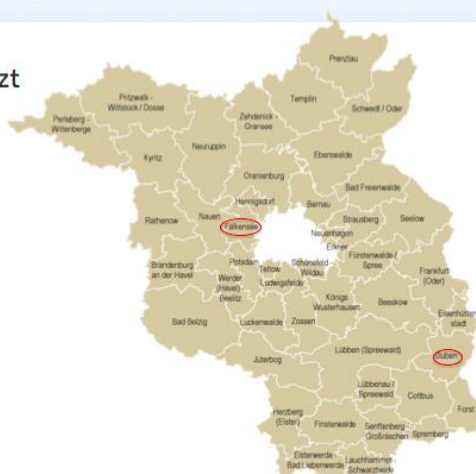 zt
Prenzlau
Pritzwalk -
Wittstock / Dosse
Templin
Schwedt / Oder
Perleberg -
Wittenberge
Zehdenick -
Gransee
Neuruppin
Kyritz
Eberswalde
Oranienburg
Bad Freienwalde
Hennigsdorf
Bernau
Rathenow
Nauen
Falkensee
Strausberg
Seelow
Neuenhagen
Erkner
Potsdam
Fürstenwalde /
Spree
Brandenburg
an der Havel
Teltow
Schönefeld -
Wildau
Frankfurt
(Oder)
Werder
(Havel) -
Beelitz
Ludwigsfelde
Königs
Wusterhausen
Beeskow
Eisenhütten
stadt
Bad Belzig
Luckenwalde
Zossen
Jüterbog
Lübben (Spreewald)
Guben
Lübbenau /
Spreewald
Cottbus
Forst
Herzberg
(Elster)
Finsterwalde
Senftenberg -
Großräschen
Spremberg
Elsterwerda -
Bad Liebenwerda
Lauchhammer -
Schwarzheide